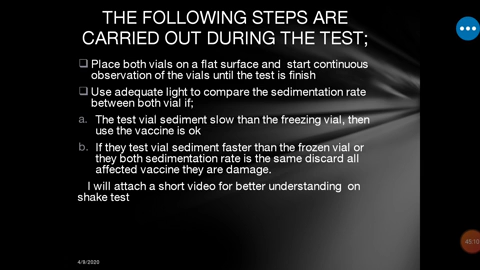 THE FOLLOWING STEPS ARE
CARRIED OUT DURING THE TEST;
Place both vials on a flat surface and start continuous
observation of the vials until the test is finish
Use adequate light to compare the sedimentation rate
between both vial if;
a. The test vial sediment slow than the freezing vial, then
use the vaccine is ok
b. If they test vial sediment faster than the frozen vial or
they both sedimentation rate is the same discard all
affected vaccine they are damage.
I will attach a short video for better understanding on
shake test
4/9/2020
45:10